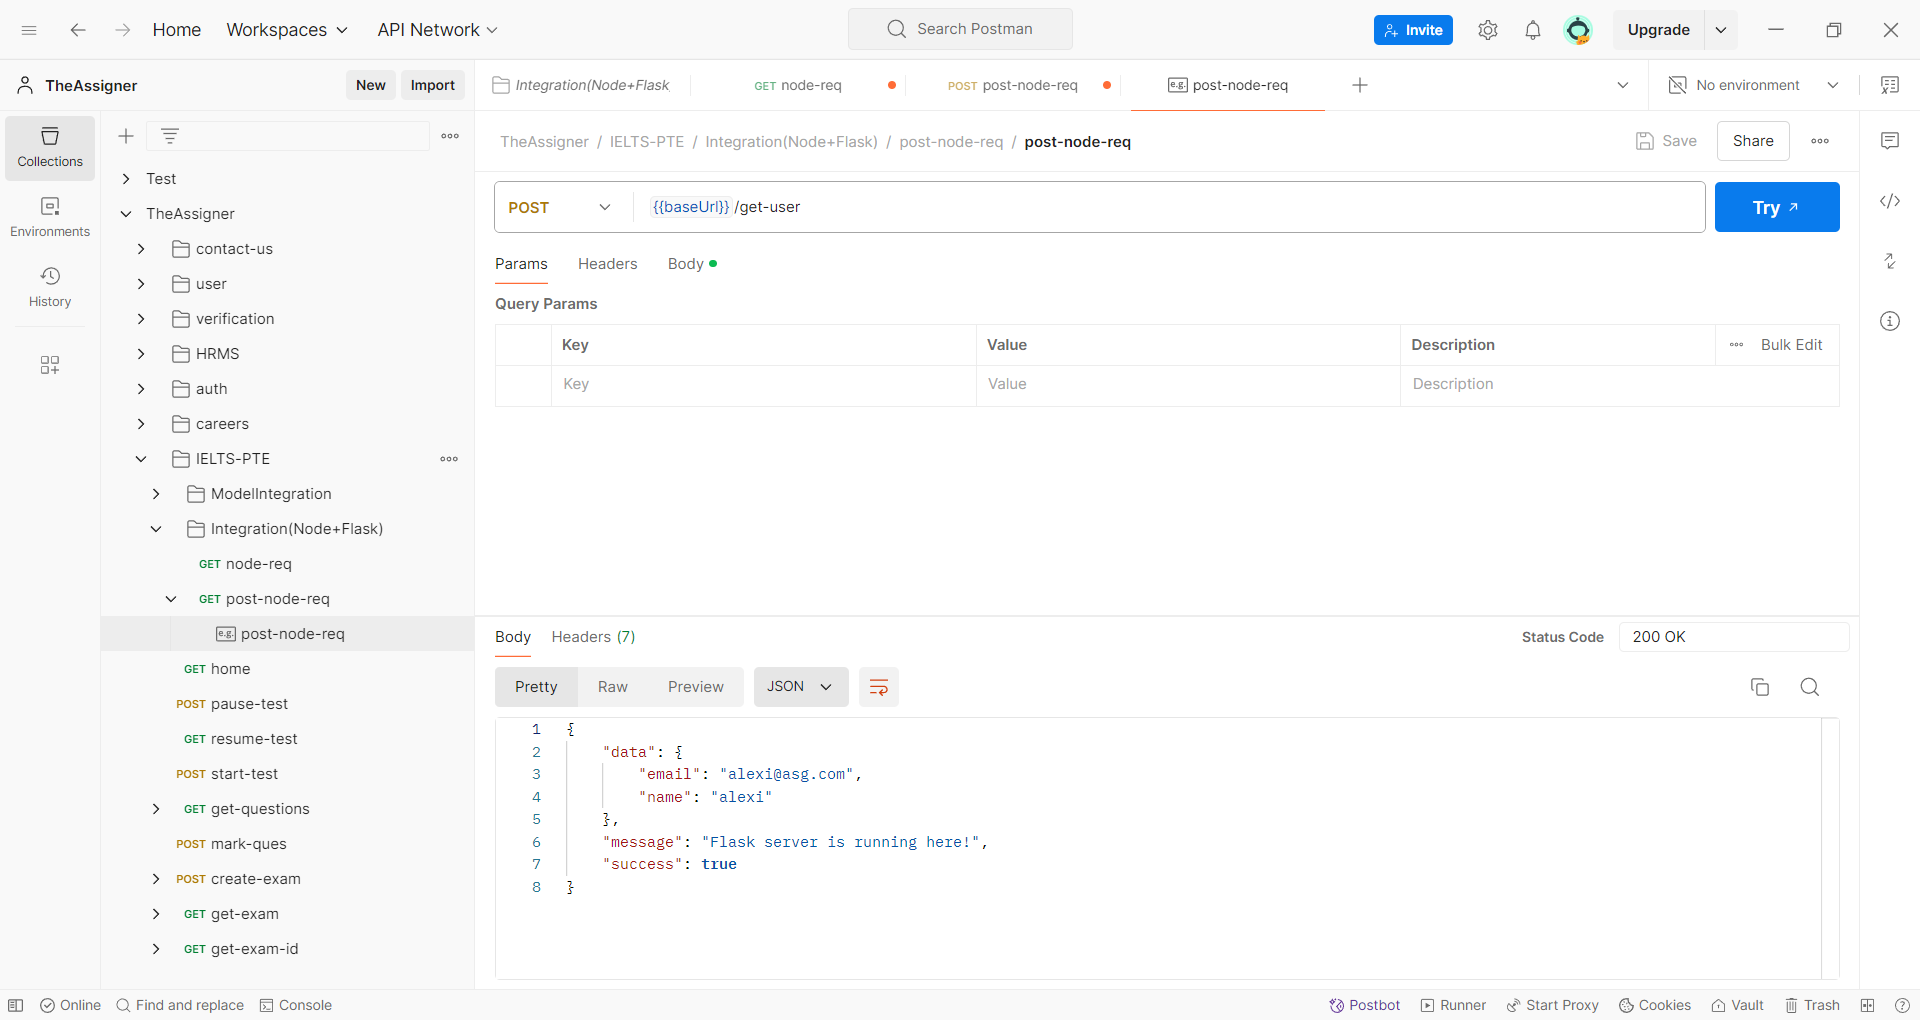 Home Workspaces API Network Search Postman Invite Upgrade
TheAssigner New Import
Integration(Node+Flask GET node-req POST post-node-req e.g. post-node-req No environment
TheAssigner / IELTS-PTE / Integration(Node+Flask) / post-node-req / post-node-req Save Share
Collections
Environments
History
Test
TheAssigner
contact-us
user
verification
HRMS
auth
careers
IELTS-PTE
ModelIntegration
Integration(Node+Flask)
GET node-req
GET post-node-req
e.g. post-node-req
GET home
POST pause-test
GET resume-test
POST start-test
GET get-questions
POST mark-ques
POST create-exam
GET get-exam
GET get-exam-id
POST {{baseUrl}} /get-user Try
Params Headers Body
Query Params
Key Value Description Bulk Edit
Key Value Description
Body Headers (7) Status Code 200 OK
Pretty Raw Preview JSON
1 {
2 "data": {
3 "email": "alexi@asg.com",
4 "name": "alexi"
5 },
6 "message": "Flask server is running here!",
7 "success": true
8 }
Online Find and replace Console Postbot Runner Start Proxy Cookies Vault Trash